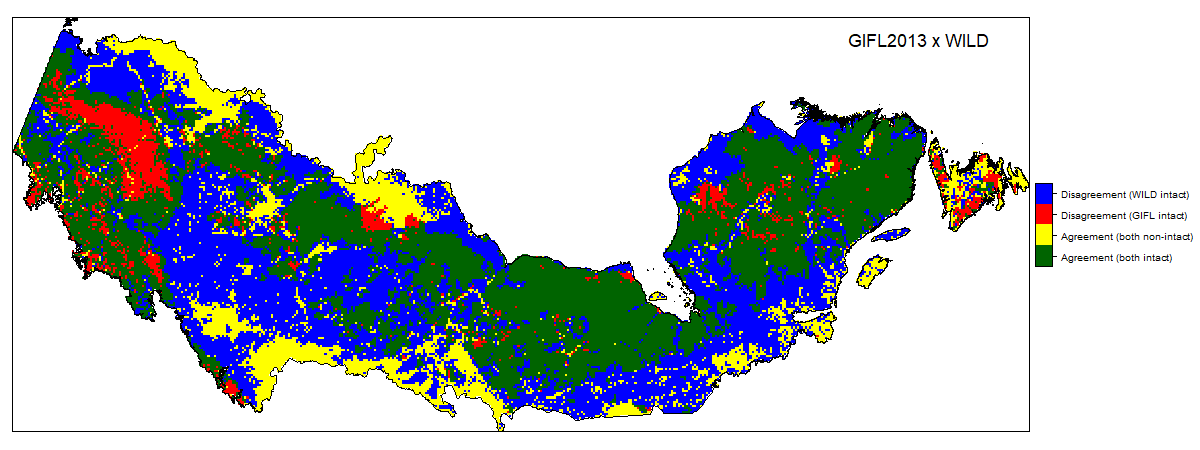 GIFL2013 x WILD
Disagreement (WILD intact)
Disagreement (GIFL intact)
Agreement (both non-intact)
Agreement (both intact)